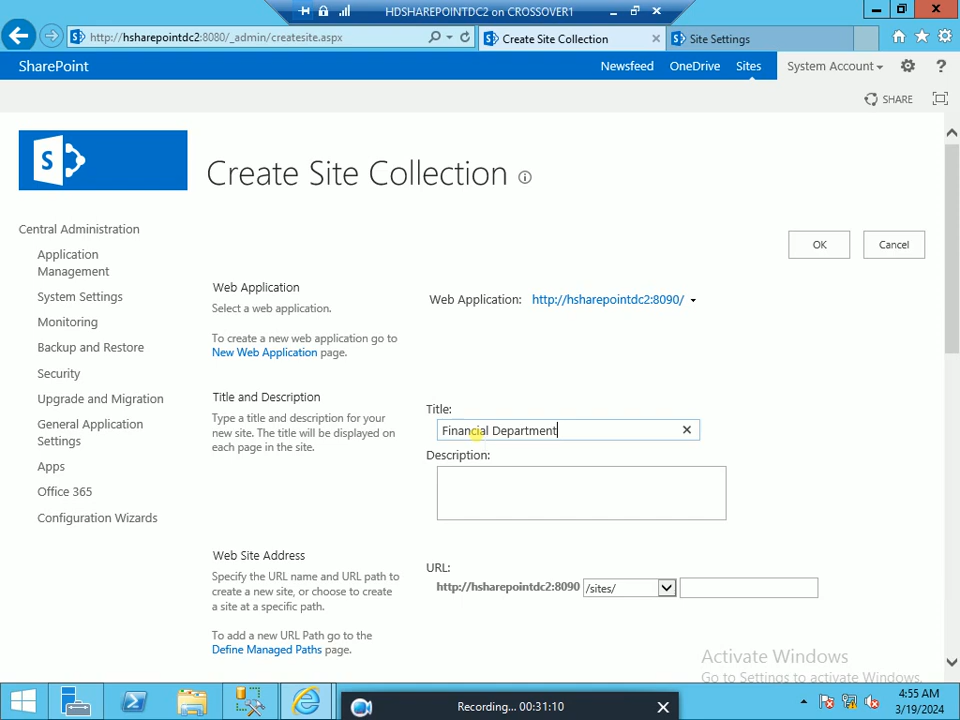 HDSHAREPOINTDC2 on CROSSOVER1
http://hsharepointdc2:8080/_admin/createsite.aspx
Create Site Collection
Site Settings
SharePoint
Newsfeed
OneDrive
Sites
System Account
SHARE
Create Site Collection
Central Administration
Application
Management
System Settings
Monitoring
Backup and Restore
Security
Upgrade and Migration
General Application
Settings
Apps
Office 365
Configuration Wizards
OK
Cancel
Web Application
Select a web application.
To create a new web application go to
New Web Application page.
Web Application: http://hsharepointdc2:8090/
Title and Description
Type a title and description for your
new site. The title will be displayed on
each page in the site.
Title:
Financial Department
Description:
Web Site Address
Specify the URL name and URL path to
create a new site, or choose to create
a site at a specific path.
To add a new URL Path go to the
Define Managed Paths page.
URL:
http://hsharepointdc2:8090 /sites/
Activate Windows
Go to Settings to activate Windows.
Recording... 00:31:10
4:55 AM
3/19/2024